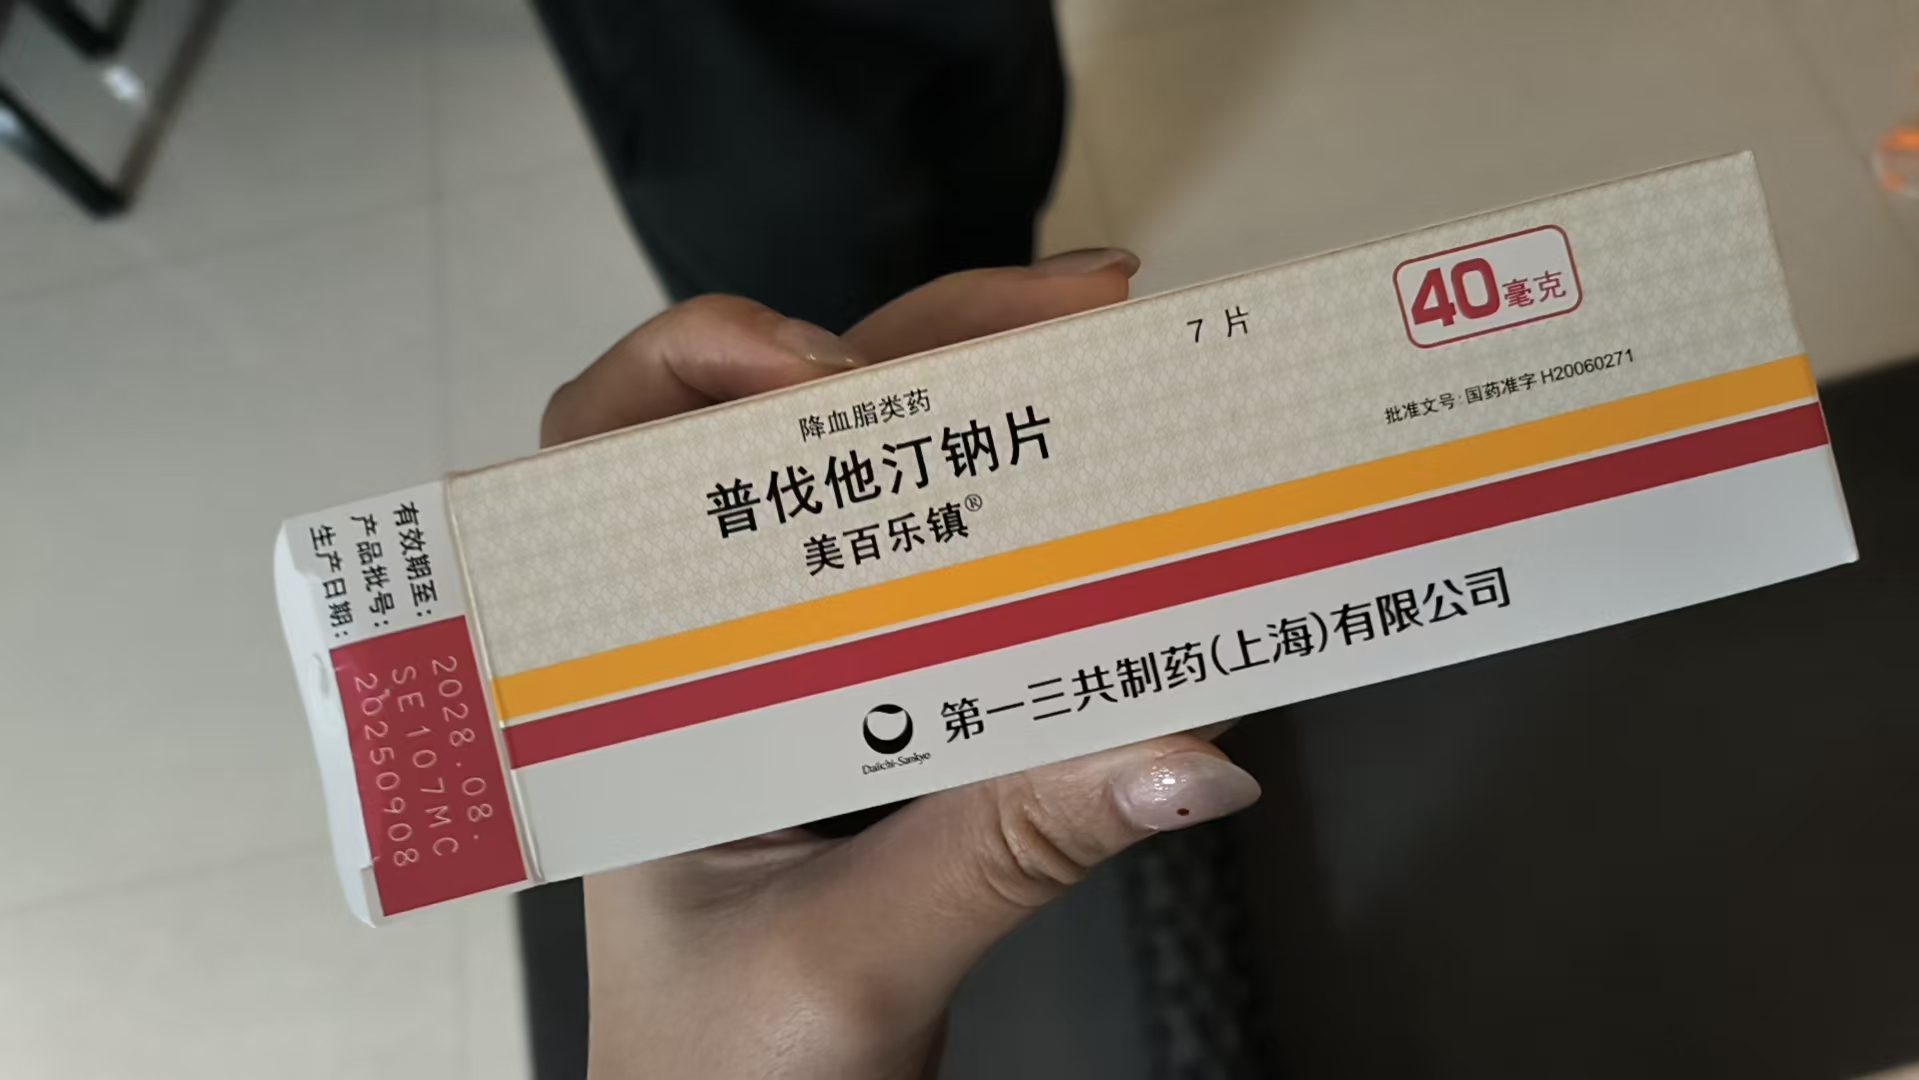 40毫克
7 片
批准文号:国药准字 H20060271
降血脂类药
普伐他汀钠片
美百乐镇®
第一三共制药(上海)有限公司
Daiichi-Sankyo
有效期至: 2028.08.
产品批号: SE107MC
生产日期: 20250908